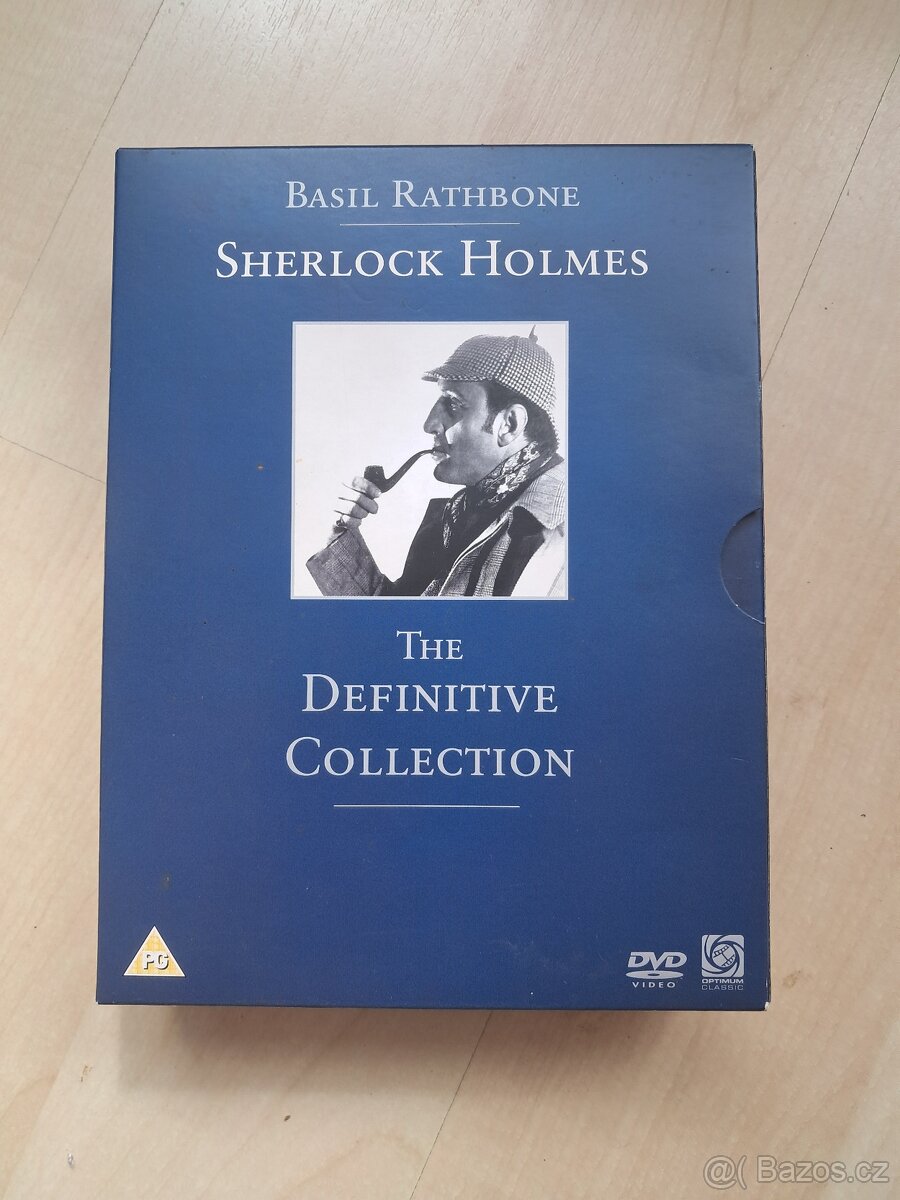 BASIL RATHBONE
SHERLOCK HOLMES
THE
DEFINITIVE
COLLECTION
PG
DVD
VIDEO
OPTIMUM
CLASSIC
@( Bazos.cz